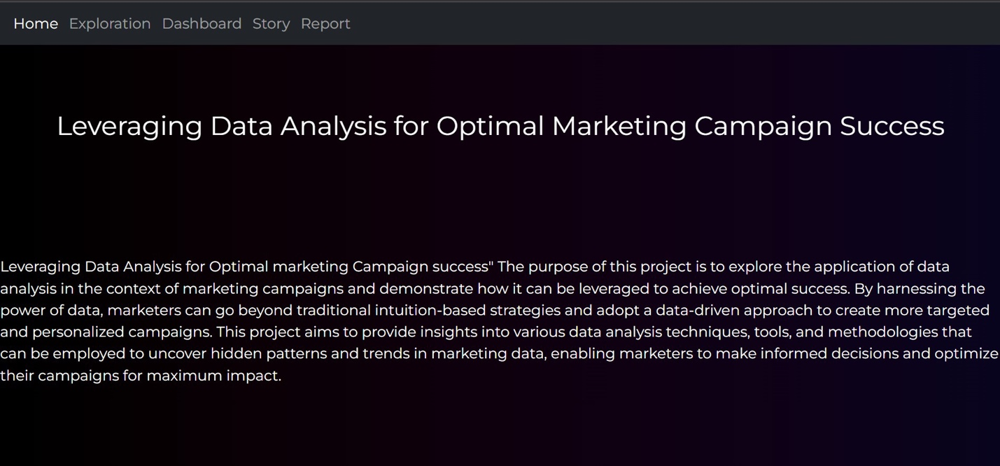 Home Exploration Dashboard Story Report
Leveraging Data Analysis for Optimal Marketing Campaign Success
Leveraging Data Analysis for Optimal marketing Campaign success" The purpose of this project is to explore the application of data
analysis in the context of marketing campaigns and demonstrate how it can be leveraged to achieve optimal success. By harnessing the
power of data, marketers can go beyond traditional intuition-based strategies and adopt a data-driven approach to create more targeted
and personalized campaigns. This project aims to provide insights into various data analysis techniques, tools, and methodologies that
can be employed to uncover hidden patterns and trends in marketing data, enabling marketers to make informed decisions and optimize
their campaigns for maximum impact.